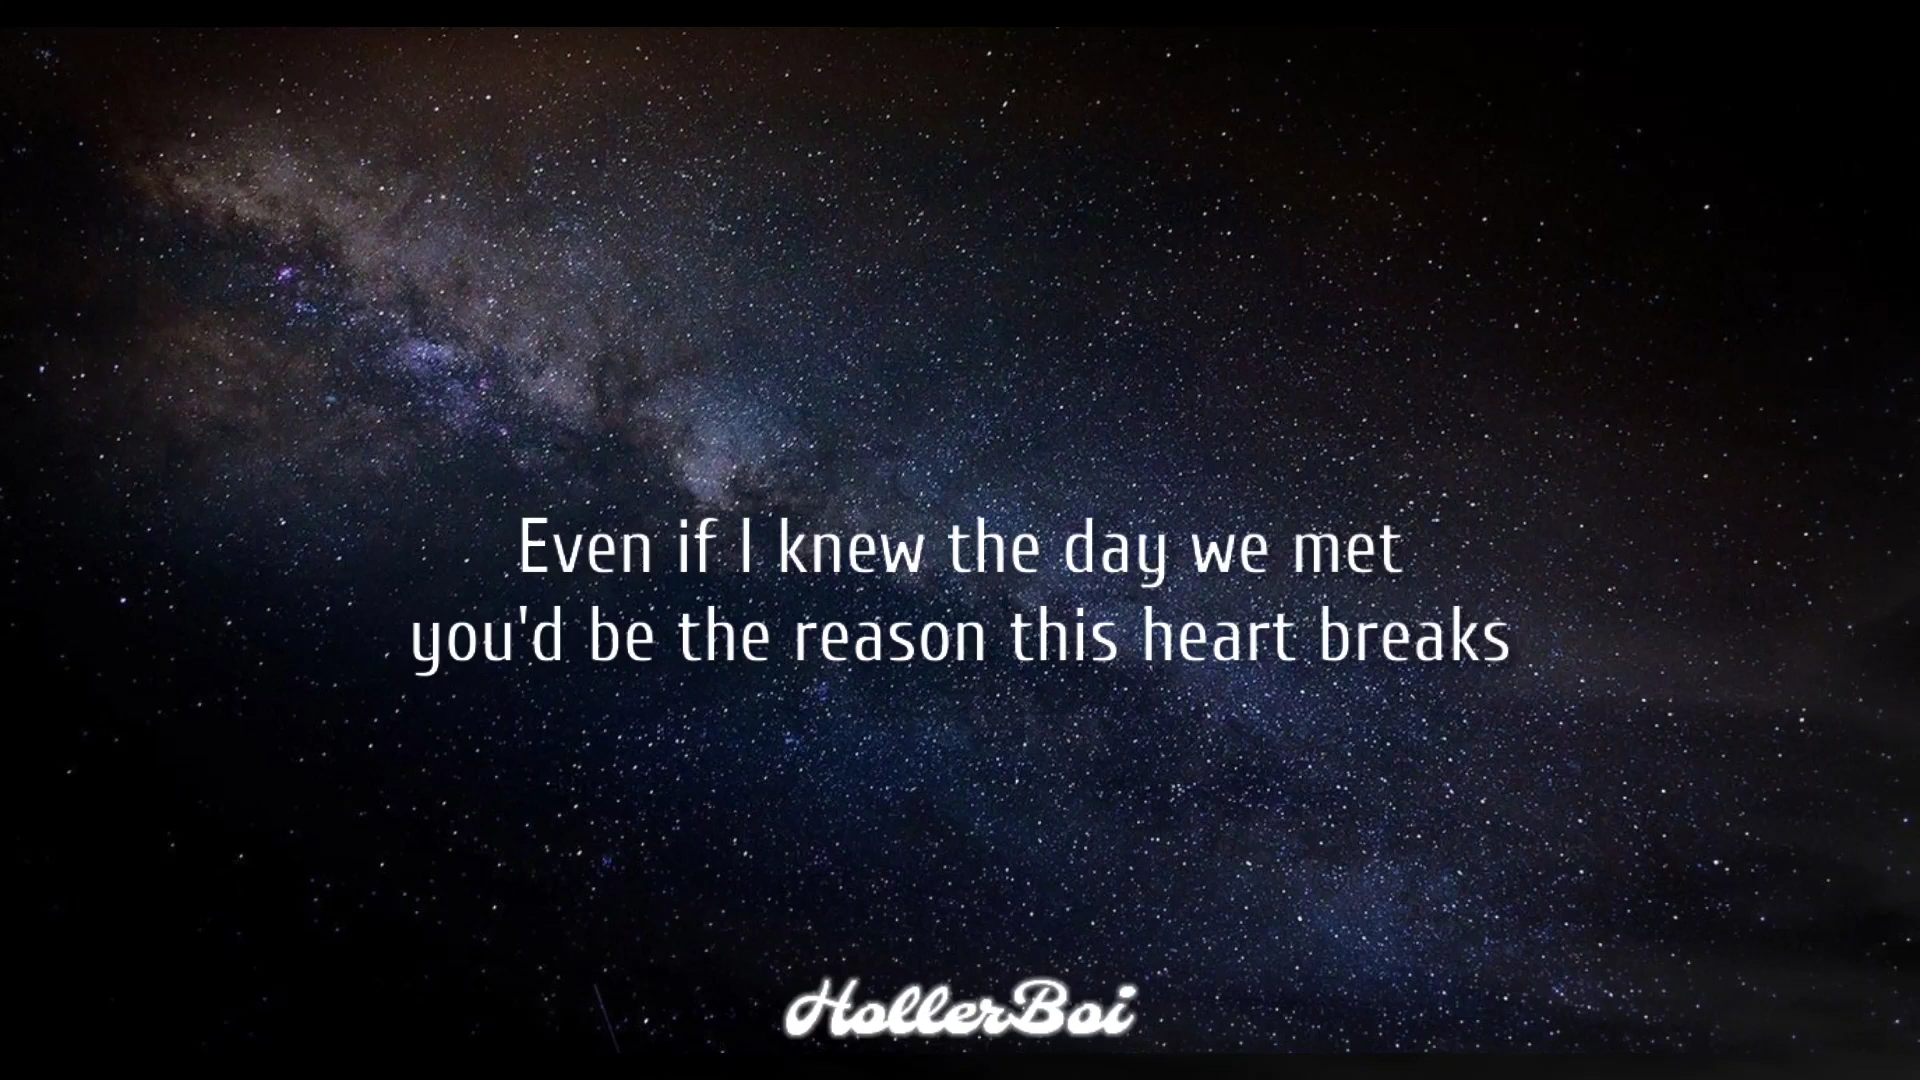 Even if I knew the day we met
you'd be the reason this heart breaks
HollerBoi